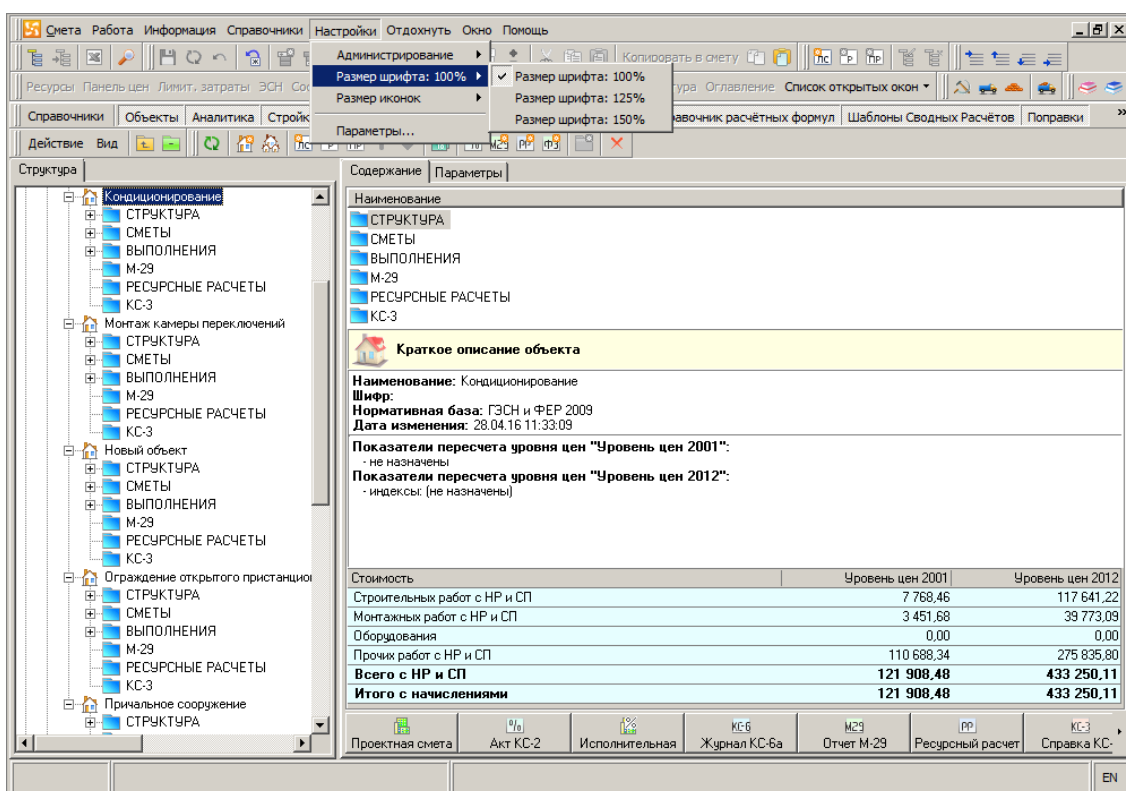 Смета Работа Информация Справочники Настройки Отдохнуть Окно Помощь
Администрирование
Размер шрифта: 100%
Размер иконок
Параметры...
✓ Размер шрифта: 100%
Размер шрифта: 125%
Размер шрифта: 150%
Копировать в смету
Ресурсы Панель цен Лимит. затраты ЭСН Оглавление Список открытых окон
Справочники Объекты Аналитика расчётных формул Шаблоны Сводных Расчётов Поправки »
Действие Вид
Структура
Кондиционирование
СТРУКТУРА
СМЕТЫ
ВЫПОЛНЕНИЯ
М-29
РЕСУРСНЫЕ РАСЧЕТЫ
КС-3
Монтаж камеры переключений
СТРУКТУРА
СМЕТЫ
ВЫПОЛНЕНИЯ
М-29
РЕСУРСНЫЕ РАСЧЕТЫ
КС-3
Новый объект
СТРУКТУРА
СМЕТЫ
ВЫПОЛНЕНИЯ
М-29
РЕСУРСНЫЕ РАСЧЕТЫ
КС-3
Ограждение открытого
СТРУКТУРА
СМЕТЫ
ВЫПОЛНЕНИЯ
М-29
РЕСУРСНЫЕ РАСЧЕТЫ
КС-3
Причальное сооружение
СТРУКТУРА
Содержание Параметры
Наименование
СТРУКТУРА
СМЕТЫ
ВЫПОЛНЕНИЯ
М-29
РЕСУРСНЫЕ РАСЧЕТЫ
КС-3
Краткое описание объекта
Наименование: Кондиционирование
Шифр:
Нормативная база: ГЭСН и ФЕР 2009
Дата изменения: 28.04.16 11:33:09
Показатели пересчета уровня цен "Уровень цен 2001":
- не назначены
Показатели пересчета уровня цен "Уровень цен 2012":
- индексы: (не назначены)
Стоимость Уровень цен 2001 Уровень цен 2012
Строительных работ с НР и СП 7 768,46 117 641,22
Монтажных работ с НР и СП 3 451,68 39 773,09
Оборудования 0,00 0,00
Прочих работ с НР и СП 110 688,34 275 835,80
Всего с НР и СП 121 908,48 433 250,11
Итого с начислениями 121 908,48 433 250,11
Проектная смета Акт КС-2 Исполнительная Журнал КС-6а Отчет М-29 Ресурсный расчет Справка КС-
EN